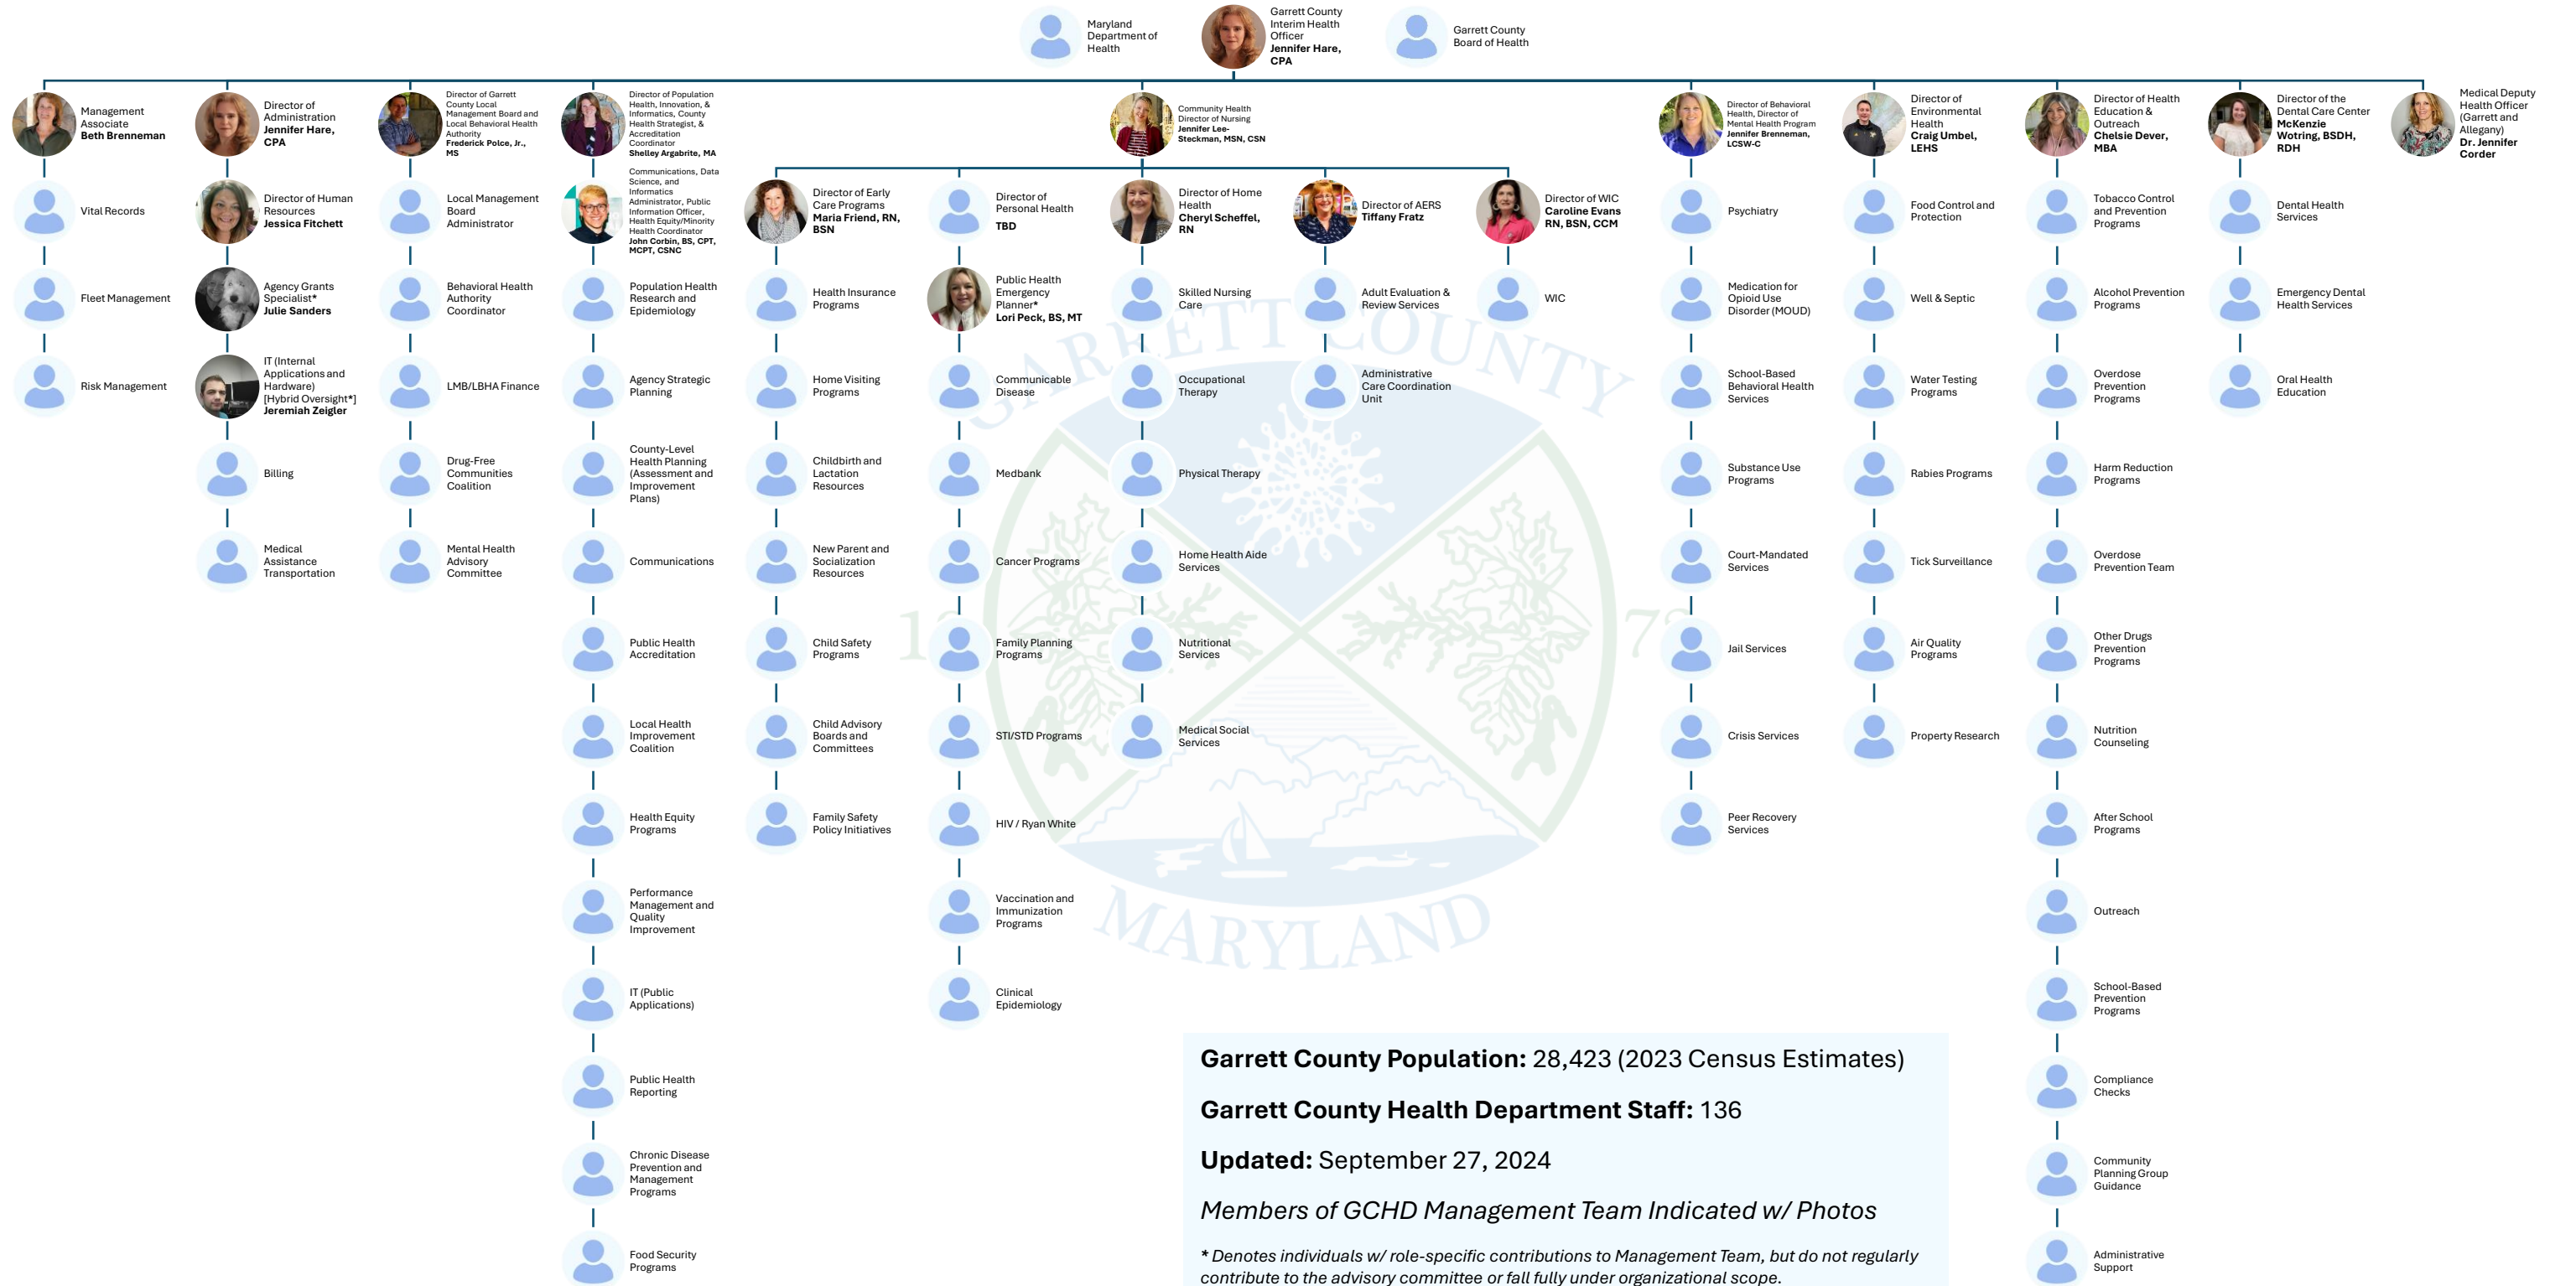 Maryland
Department of
Health
Garrett County
Interim Health
Officer
Jennifer Hare,
CPA
Garrett County
Board of Health
Management
Associate
Beth Brenneman
Vital Records
Fleet Management
Risk Management
Director of
Administration
Jennifer Hare,
CPA
Director of Human
Resources
Jessica Fitchett
Agency Grants
Specialist*
Julie Sanders
IT (Internal
Applications and
Hardware)
[Hybrid Oversight*]
Jeremiah Zeigler
Billing
Medical
Assistance
Transportation
Director of Garrett
County Local
Management Board and
Local Behavioral Health
Authority
Frederick Polce, Jr.,
MS
Local Management
Board
Administrator
Behavioral Health
Authority
Coordinator
LMB/LBHA Finance
Drug-Free
Communities
Coalition
Mental Health
Advisory
Committee
Director of Population
Health, Innovation, &
Informatics, County
Health Strategist, &
Accreditation
Coordinator
Shelley Argabrite, MA
Communications, Data
Science, and
Informatics
Administrator, Public
Information Officer,
Health Equity/Minority
Health Coordinator
John Corbin, BS, CPT,
MCPT, CSNC
Population Health
Research and
Epidemiology
Agency Strategic
Planning
County-Level
Health Planning
(Assessment and
Improvement
Plans)
Communications
Public Health
Accreditation
Local Health
Improvement
Coalition
Health Equity
Programs
Performance
Management and
Quality
Improvement
IT (Public
Applications)
Public Health
Reporting
Chronic Disease
Prevention and
Management
Programs
Food Security
Programs
Community Health
Director of Nursing
Jennifer Lee-
Steckman, MSN, CSN
Director of Early
Care Programs
Maria Friend, RN,
BSN
Health Insurance
Programs
Home Visiting
Programs
Childbirth and
Lactation
Resources
New Parent and
Socialization
Resources
Child Safety
Programs
Child Advisory
Boards and
Committees
Family Safety
Policy Initiatives
Director of
Personal Health
TBD
Public Health
Emergency
Planner*
Lori Peck, BS, MT
Communicable
Disease
Medbank
Cancer Programs
Family Planning
Programs
STI/STD Programs
HIV / Ryan White
Vaccination and
Immunization
Programs
Clinical
Epidemiology
Director of Home
Health
Cheryl Scheffel,
RN
Skilled Nursing
Care
Occupational
Therapy
Physical Therapy
Home Health Aide
Services
Nutritional
Services
Medical Social
Services
Director of AERS
Tiffany Fratz
Adult Evaluation &
Review Services
Administrative
Care Coordination
Unit
Director of WIC
Caroline Evans
RN, BSN, CCM
WIC
Director of Behavioral
Health, Director of
Mental Health Program
Jennifer Brenneman,
LCSW-C
Psychiatry
Medication for
Opioid Use
Disorder (MOUD)
School-Based
Behavioral Health
Services
Substance Use
Programs
Court-Mandated
Services
Jail Services
Crisis Services
Peer Recovery
Services
Director of
Environmental
Health
Craig Umbel,
LEHS
Food Control and
Protection
Well & Septic
Water Testing
Programs
Rabies Programs
Tick Surveillance
Air Quality
Programs
Property Research
Director of Health
Education &
Outreach
Chelsie Dever,
MBA
Tobacco Control
and Prevention
Programs
Alcohol Prevention
Programs
Overdose
Prevention
Programs
Harm Reduction
Programs
Overdose
Prevention Team
Other Drugs
Prevention
Programs
Nutrition
Counseling
After School
Programs
Outreach
School-Based
Prevention
Programs
Compliance
Checks
Community
Planning Group
Guidance
Administrative
Support
Director of the
Dental Care Center
McKenzie
Wotring, BSDH,
RDH
Dental Health
Services
Emergency Dental
Health Services
Oral Health
Education
Medical Deputy
Health Officer
(Garrett and
Allegany)
Dr. Jennifer
Corder
GARRETT COUNTY
MARYLAND
Garrett County Population: 28,423 (2023 Census Estimates)
Garrett County Health Department Staff: 136
Updated: September 27, 2024
Members of GCHD Management Team Indicated w/ Photos
* Denotes individuals w/ role-specific contributions to Management Team, but do not regularly
contribute to the advisory committee or fall fully under organizational scope.